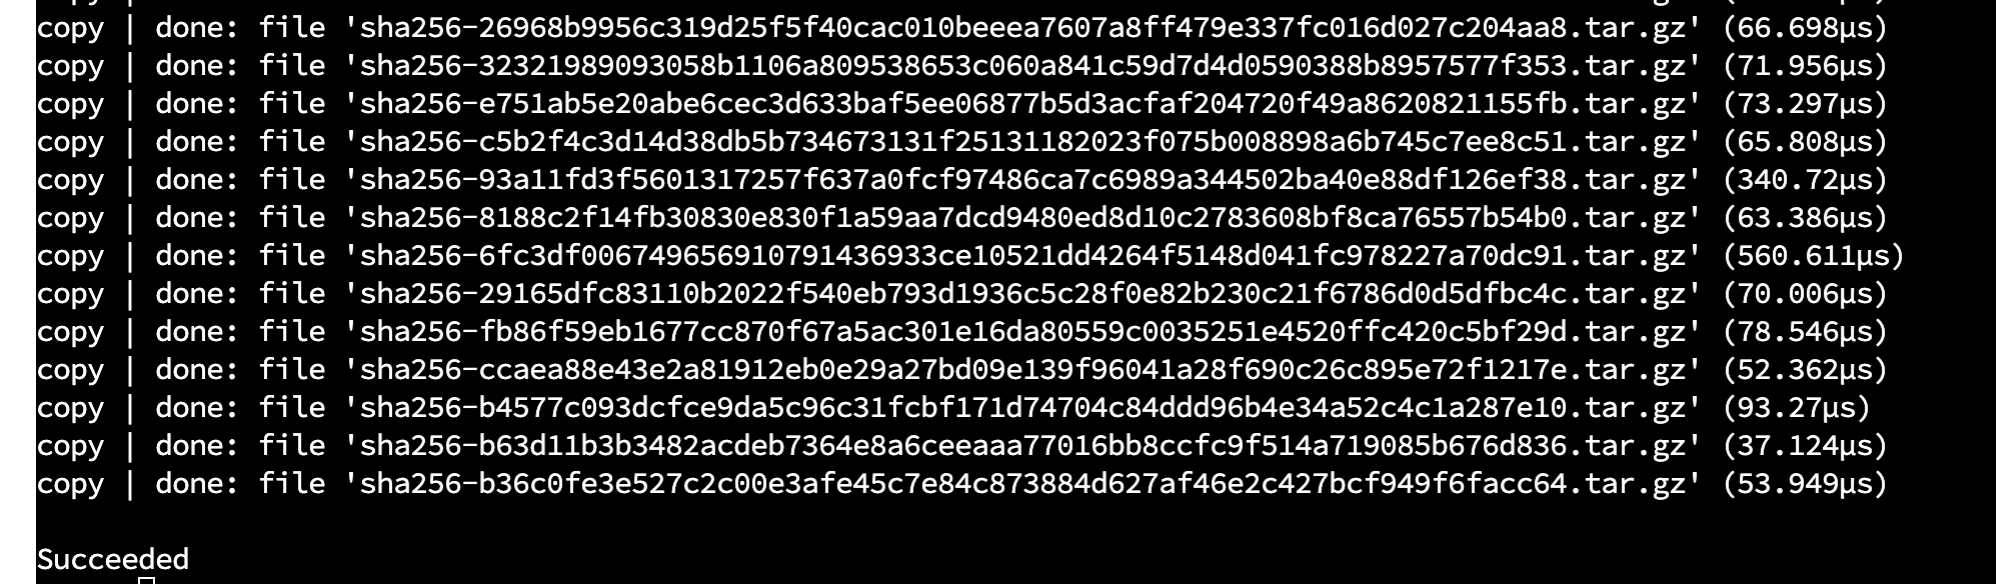 copy | done: file 'sha256-26968b9956c319d25f5f40cac010beeea7607a8ff479e337fc016d027c204aa8.tar.gz' (66.698µs)
copy | done: file 'sha256-32321989093058b1106a809538653c060a841c59d7d4d0590388b8957577f353.tar.gz' (71.956µs)
copy | done: file 'sha256-e751ab5e20abe6cec3d633baf5ee06877b5d3acfaf204720f49a8620821155fb.tar.gz' (73.297µs)
copy | done: file 'sha256-c5b2f4c3d14d38db5b734673131f25131182023f075b008898a6b745c7ee8c51.tar.gz' (65.808µs)
copy | done: file 'sha256-93a11fd3f5601317257f637a0fcf97486ca7c6989a344502ba40e88df126ef38.tar.gz' (340.72µs)
copy | done: file 'sha256-8188c2f14fb30830e830f1a59aa7dcd9480ed8d10c2783608bf8ca76557b54b0.tar.gz' (63.386µs)
copy | done: file 'sha256-6fc3df006749656910791436933ce10521dd4264f5148d041fc978227a70dc91.tar.gz' (560.611µs)
copy | done: file 'sha256-29165dfc83110b2022f540eb793d1936c5c28f0e82b230c21f6786d0d5dfbc4c.tar.gz' (70.006µs)
copy | done: file 'sha256-fb86f59eb1677cc870f67a5ac301e16da80559c0035251e4520ffc420c5bf29d.tar.gz' (78.546µs)
copy | done: file 'sha256-ccaea88e43e2a81912eb0e29a27bd09e139f96041a28f690c26c895e72f1217e.tar.gz' (52.362µs)
copy | done: file 'sha256-b4577c093dcfce9da5c96c31fcbf171d74704c84ddd96b4e34a52c4c1a287e10.tar.gz' (93.27µs)
copy | done: file 'sha256-b63d11b3b3482acdeb7364e8a6ceeaaa77016bb8ccfc9f514a719085b676d836.tar.gz' (37.124µs)
copy | done: file 'sha256-b36c0fe3e527c2c00e3afe45c7e84c873884d627af46e2c427bcf949f6facc64.tar.gz' (53.949µs)
Succeeded